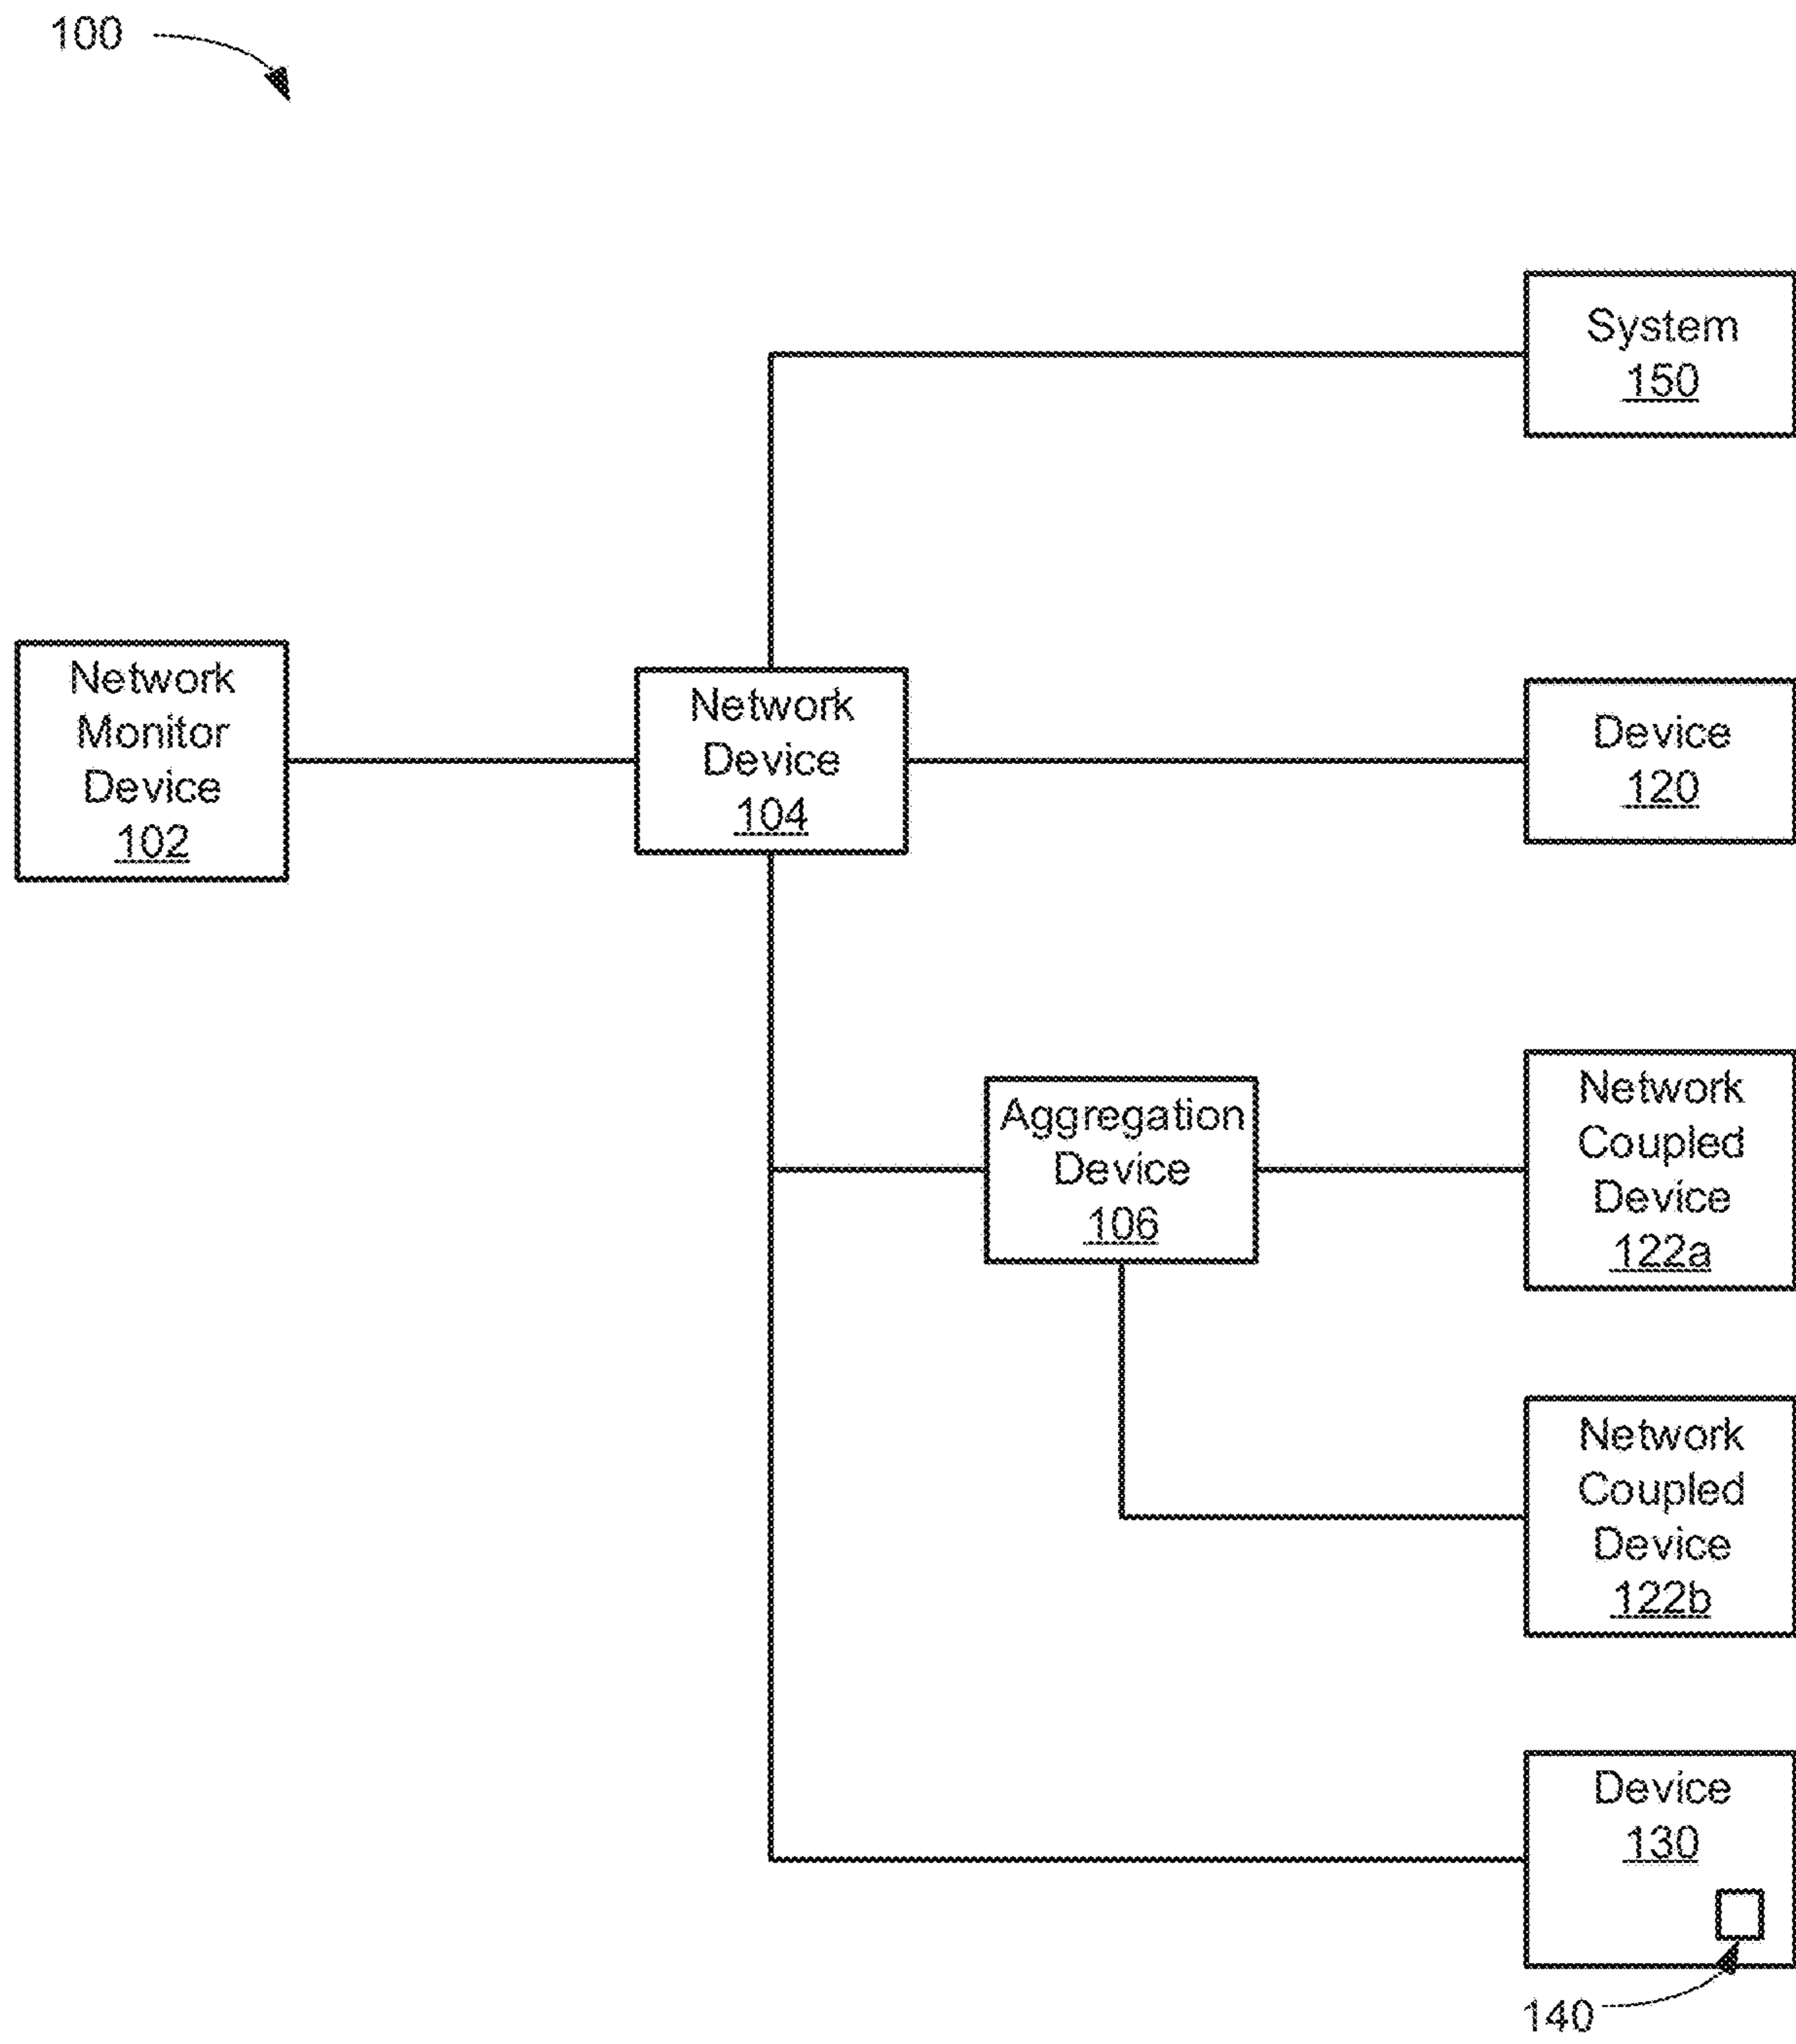 100
System
150
Network
Monitor
Device
102
Network
Device
104
Device
120
Aggregation
Device
106
Network
Coupled
Device
122a
Network
Coupled
Device
122b
Device
130
140